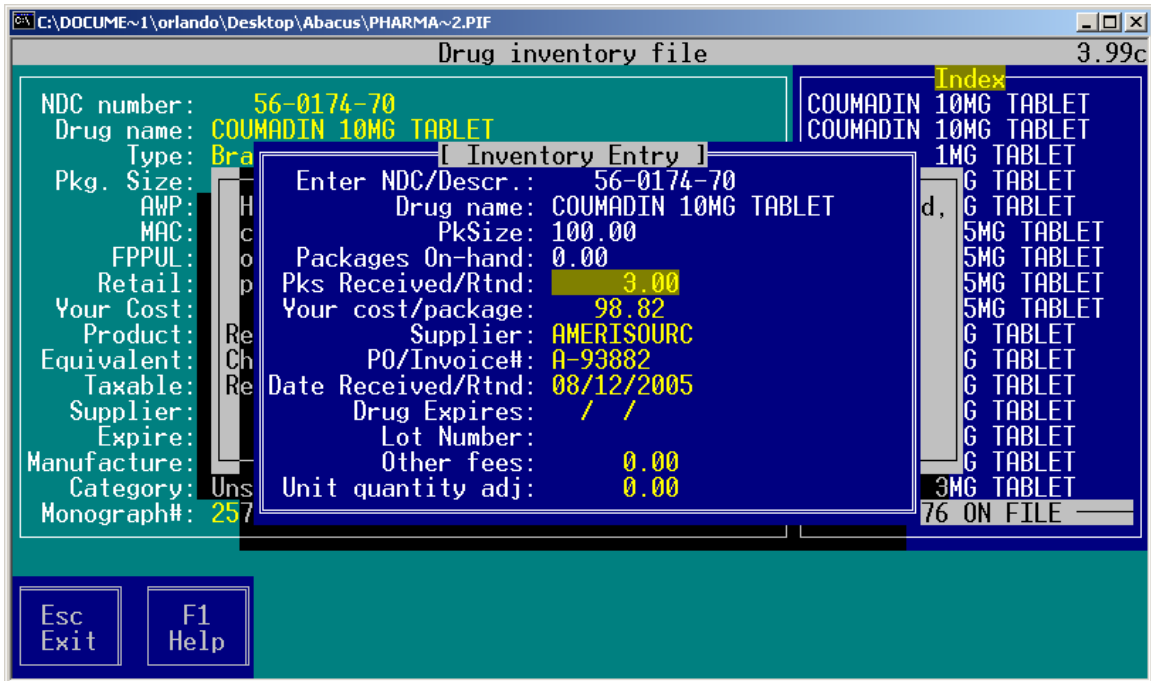 C:\DOCUME~1\orlando\Desktop\Abacus\PHARMA~2.PIF
Drug inventory file 3.99c
NDC number: 56-0174-70
Drug name: COUMADIN 10MG TABLET
Type: Bra
Pkg. Size:
AWP: H
MAC: c
FPPUL: o
Retail: p
Your Cost:
Product: Re
Equivalent: Ch
Taxable: Re
Supplier:
Expire:
Manufacture:
Category: Uns
Monograph#: 257
[ Inventory Entry ]
Enter NDC/Descr.: 56-0174-70
Drug name: COUMADIN 10MG TABLET
PkSize: 100.00
Packages On-hand: 0.00
Pks Received/Rtnd: 3.00
Your cost/package: 98.82
Supplier: AMERISOURC
PO/Invoice#: A-93882
Date Received/Rtnd: 08/12/2005
Drug Expires: / /
Lot Number:
Other fees: 0.00
Unit quantity adj: 0.00
Index
COUMADIN 10MG TABLET
COUMADIN 10MG TABLET
1MG TABLET
G TABLET
d, G TABLET
5MG TABLET
5MG TABLET
5MG TABLET
5MG TABLET
G TABLET
G TABLET
G TABLET
G TABLET
G TABLET
G TABLET
3MG TABLET
76 ON FILE
Esc
Exit
F1
Help